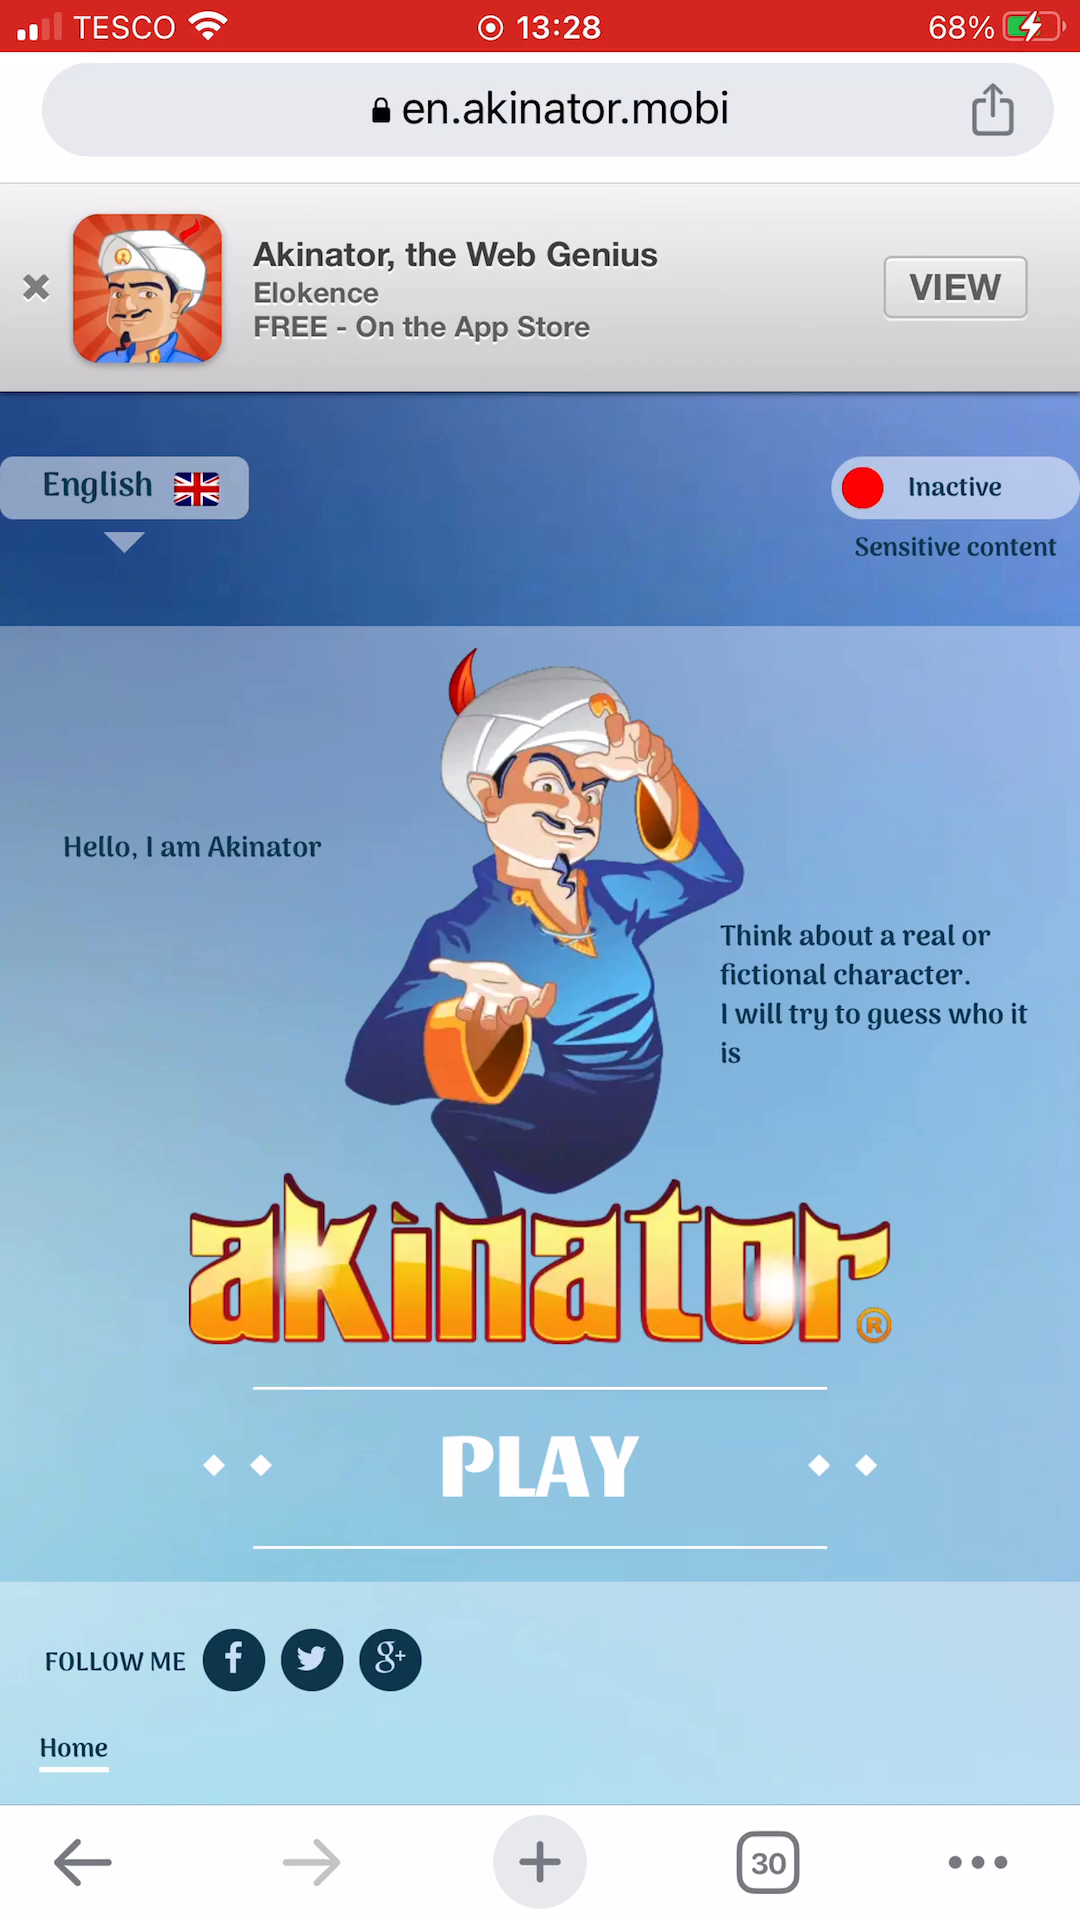 TESCO 13:28 68%
en.akinator.mobi
Akinator, the Web Genius
Elokence
FREE - On the App Store
VIEW
English
Inactive
Sensitive content
Hello, I am Akinator
Think about a real or
fictional character.
I will try to guess who it
is
akinator®
PLAY
FOLLOW ME f g+
Home
30